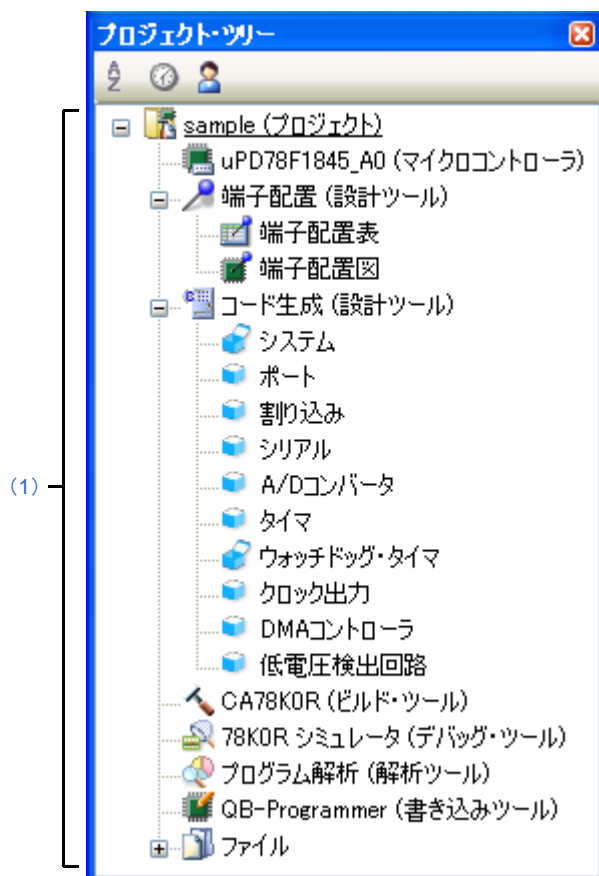 プロジェクト・ツリー
sample (プロジェクト)
uPD78F1845_A0 (マイクロコントローラ)
端子配置 (設計ツール)
端子配置表
端子配置図
コード生成 (設計ツール)
システム
ポート
割り込み
シリアル
(1)
A/Dコンバータ
タイマ
ウォッチドッグ・タイマ
クロック出力
DMAコントローラ
低電圧検出回路
CA78K0R (ビルド・ツール)
78K0R シミュレータ (デバッグ・ツール)
プログラム解析 (解析ツール)
QB-Programmer (書き込みツール)
ファイル